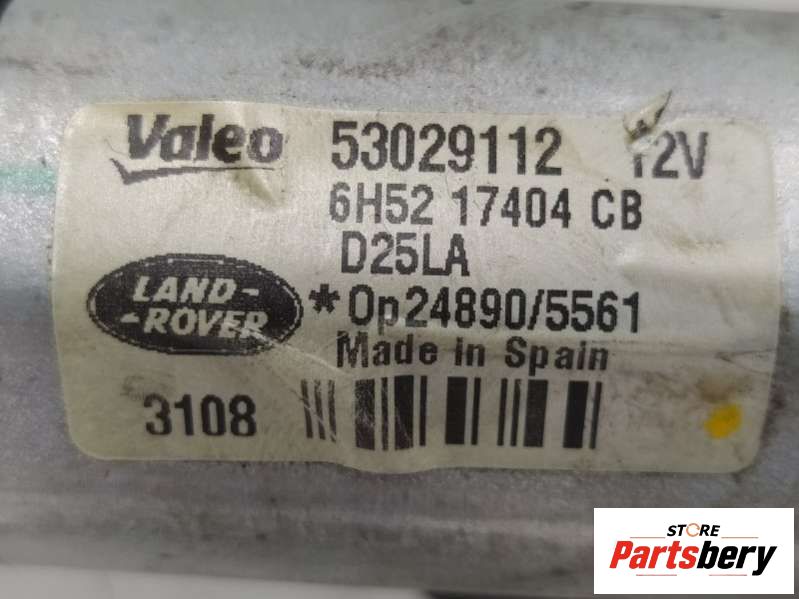 Valeo 53029112 12V
6H52 17404 CB
D25LA
LAND-
-ROVER
*Op24890/5561
Made in Spain
3108
STORE
Partsbery